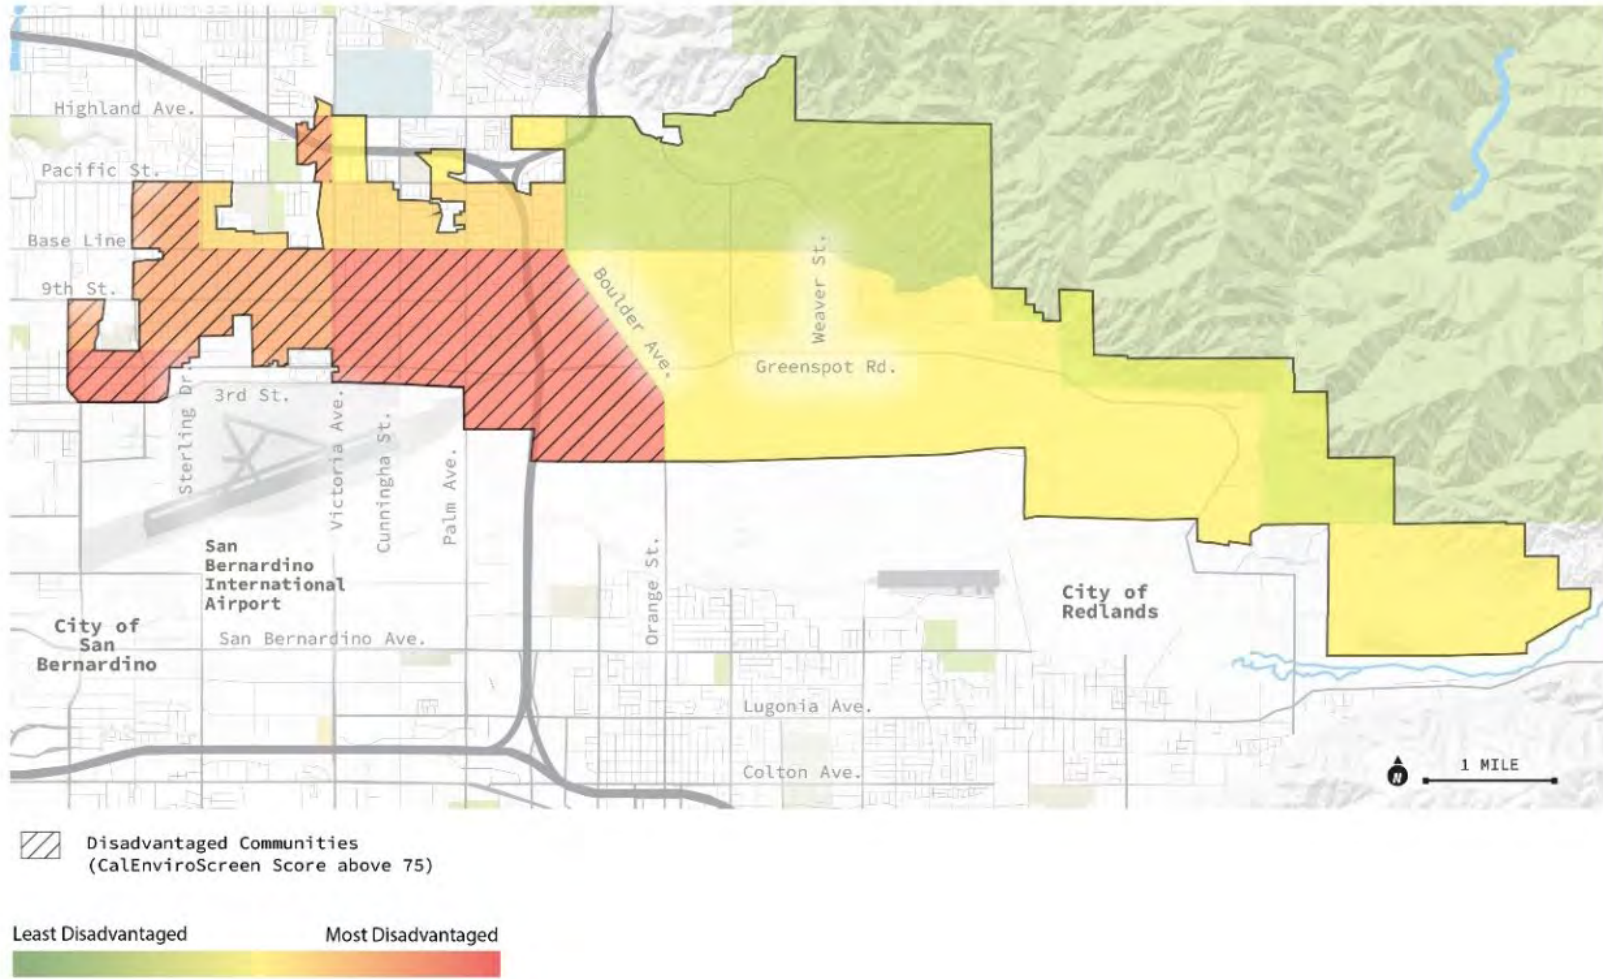 Highland Ave.
Pacific St.
Base Line
9th St.
Boulder Ave.
Weaver St.
Greenspot Rd.
3rd St.
Sterling Dr.
Victoria Ave.
Cunningha St.
Palm Ave.
San
Bernardino
International
Airport
Orange St.
City of
Redlands
City of
San
Bernardino
San Bernardino Ave.
Lugonia Ave.
Colton Ave.
N
1 MILE
Disadvantaged Communities
(CalEnviroScreen Score above 75)
Least Disadvantaged
Most Disadvantaged